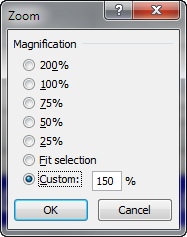 Zoom
Magnification
200%
100%
75%
50%
25%
Fit selection
Custom: 150 %
OK Cancel